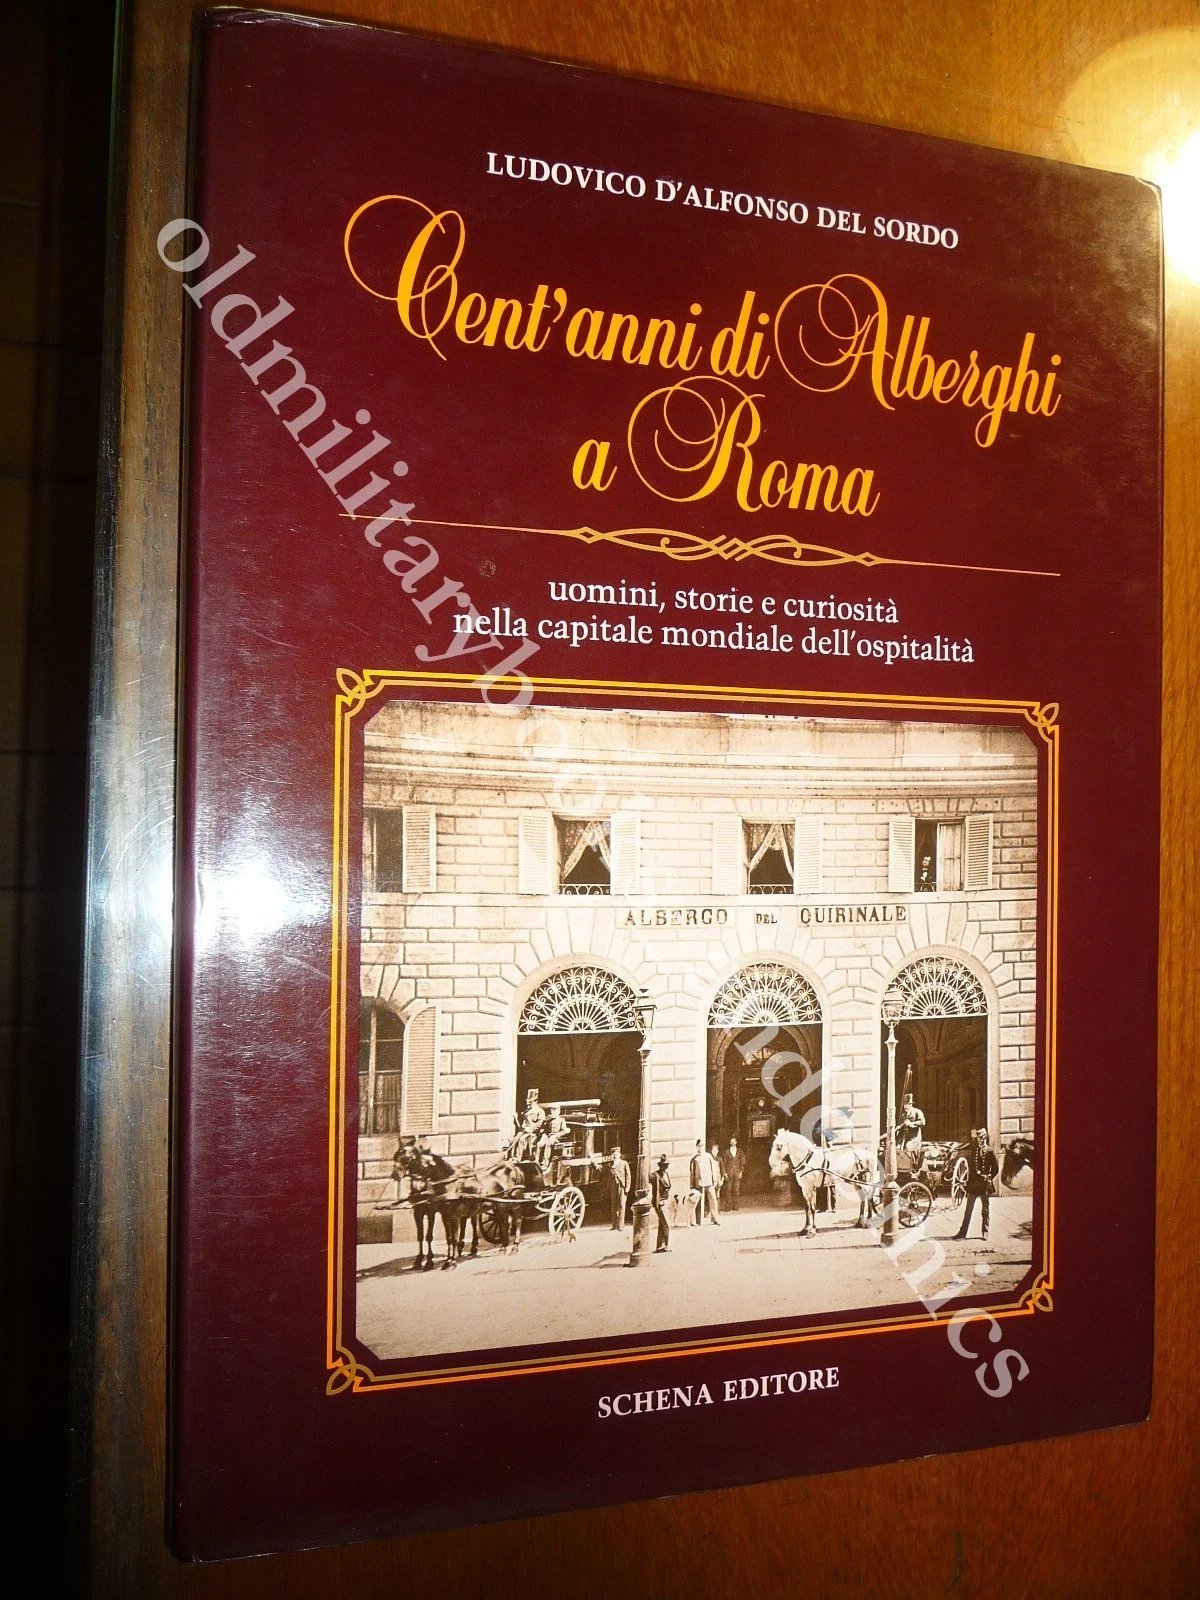 LUDOVICO D'ALFONSO DEL SORDO
Cent'anni di Alberghi
a Roma
uomini, storie e curiosità
nella capitale mondiale dell'ospitalità
ALBERGO DEL QUIRINALE
SCHENA EDITORE